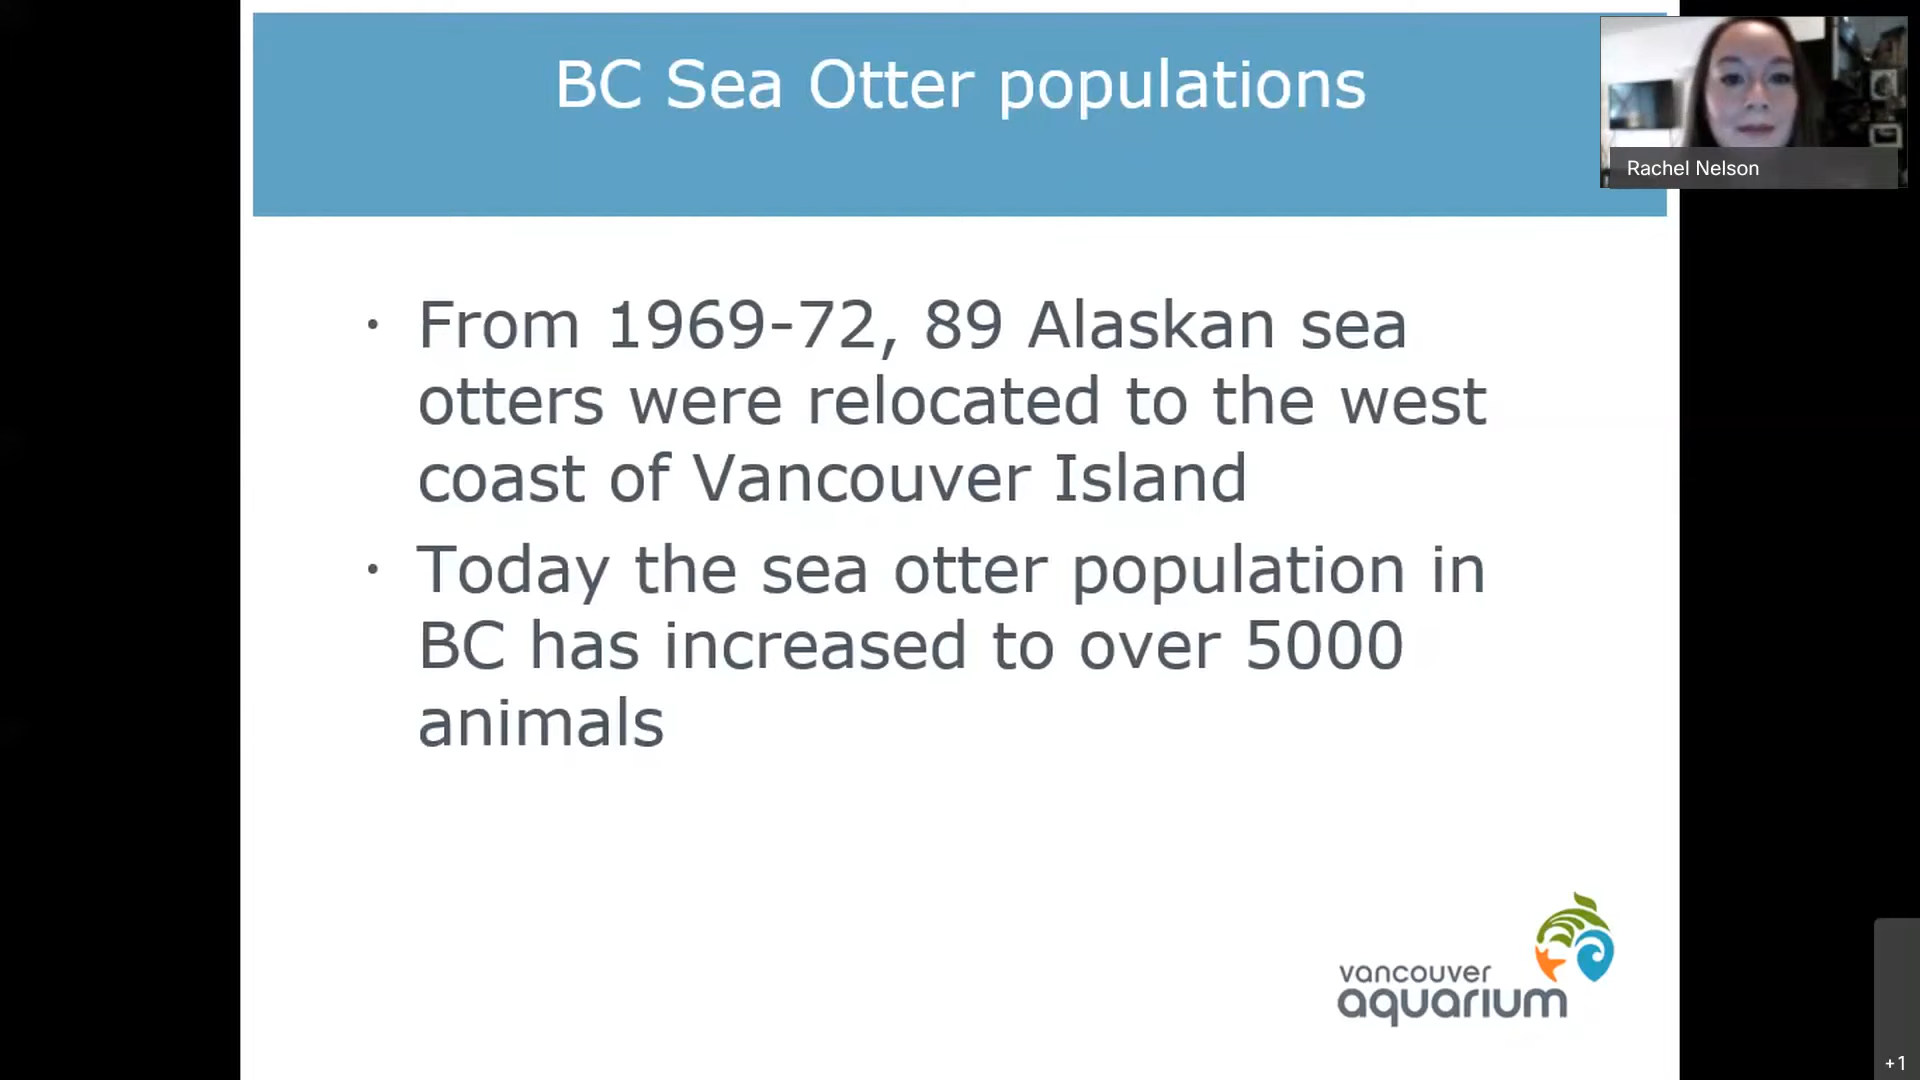 BC Sea Otter populations
Rachel Nelson
• From 1969-72, 89 Alaskan sea
otters were relocated to the west
coast of Vancouver Island
• Today the sea otter population in
BC has increased to over 5000
animals
vancouver
aquarium
+1